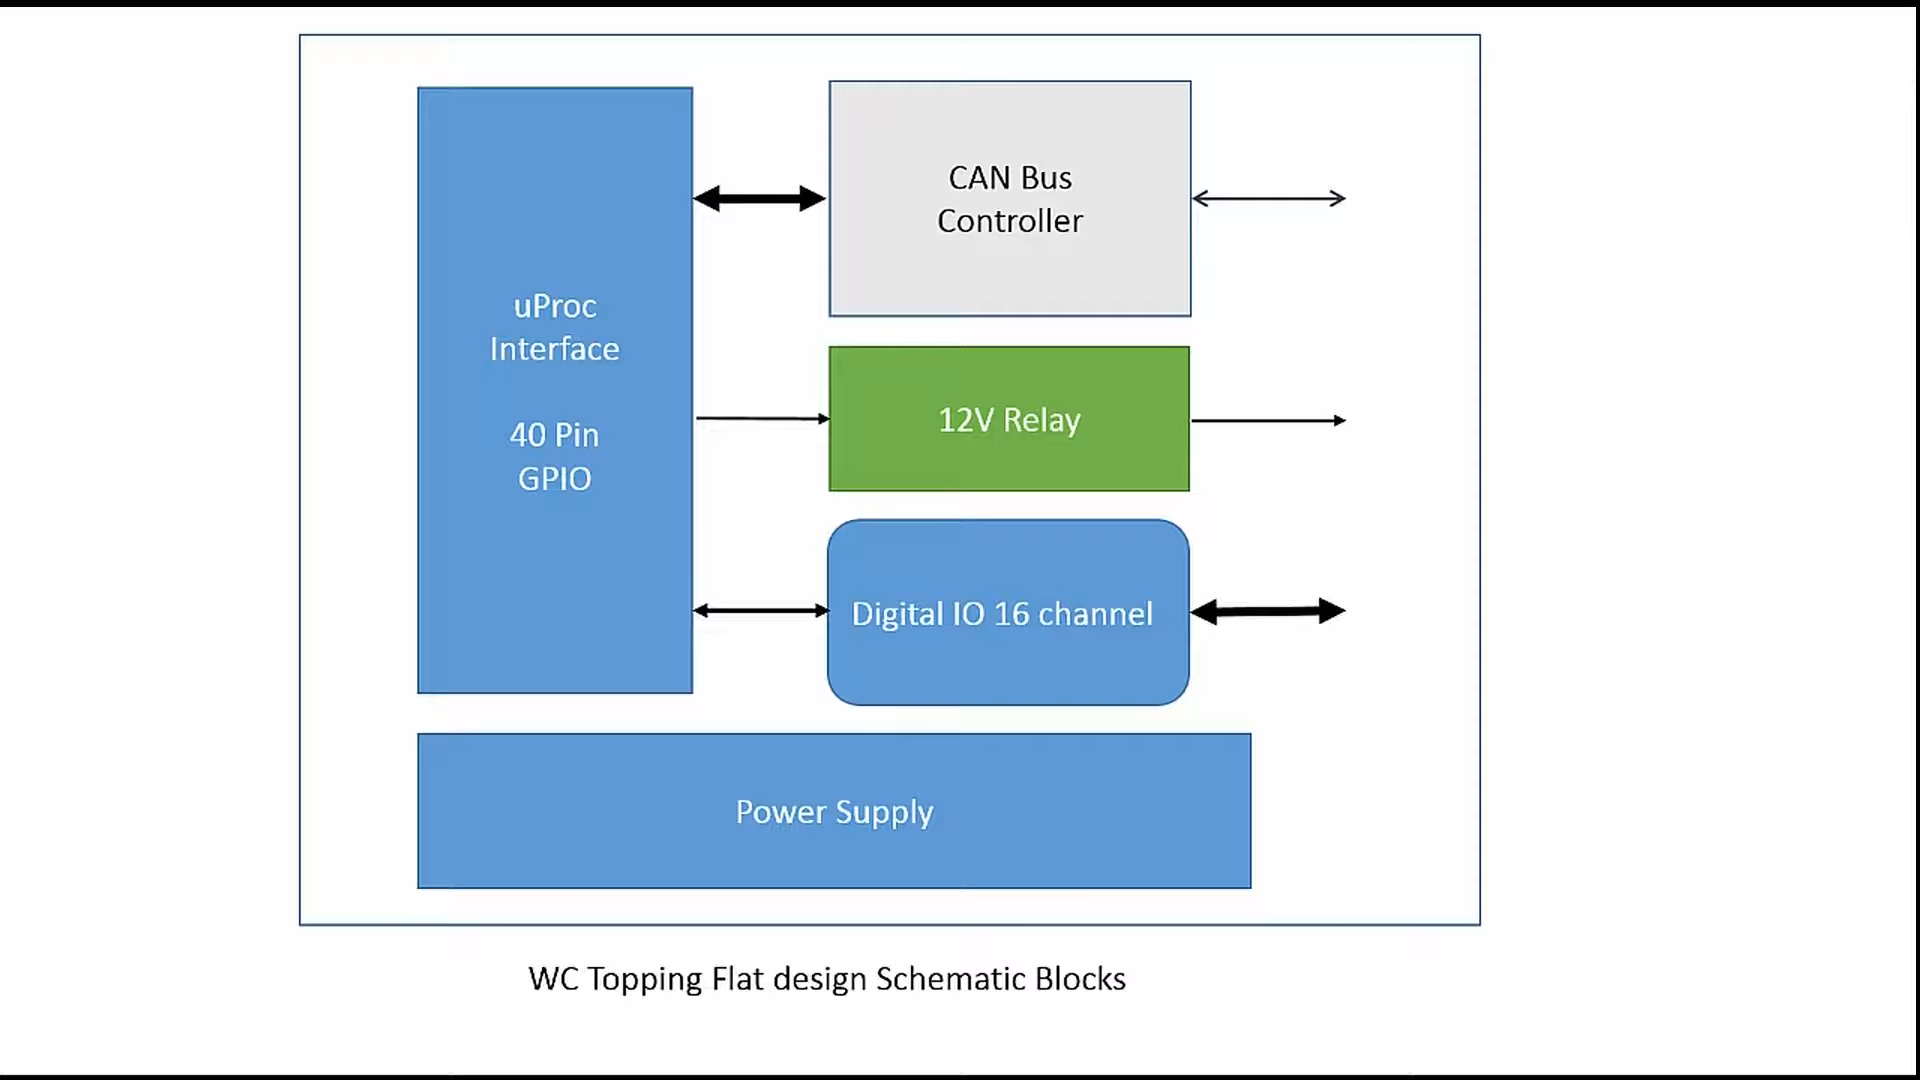 uProc
Interface
40 Pin
GPIO
CAN Bus
Controller
12V Relay
Digital IO 16 channel
Power Supply
WC Topping Flat design Schematic Blocks